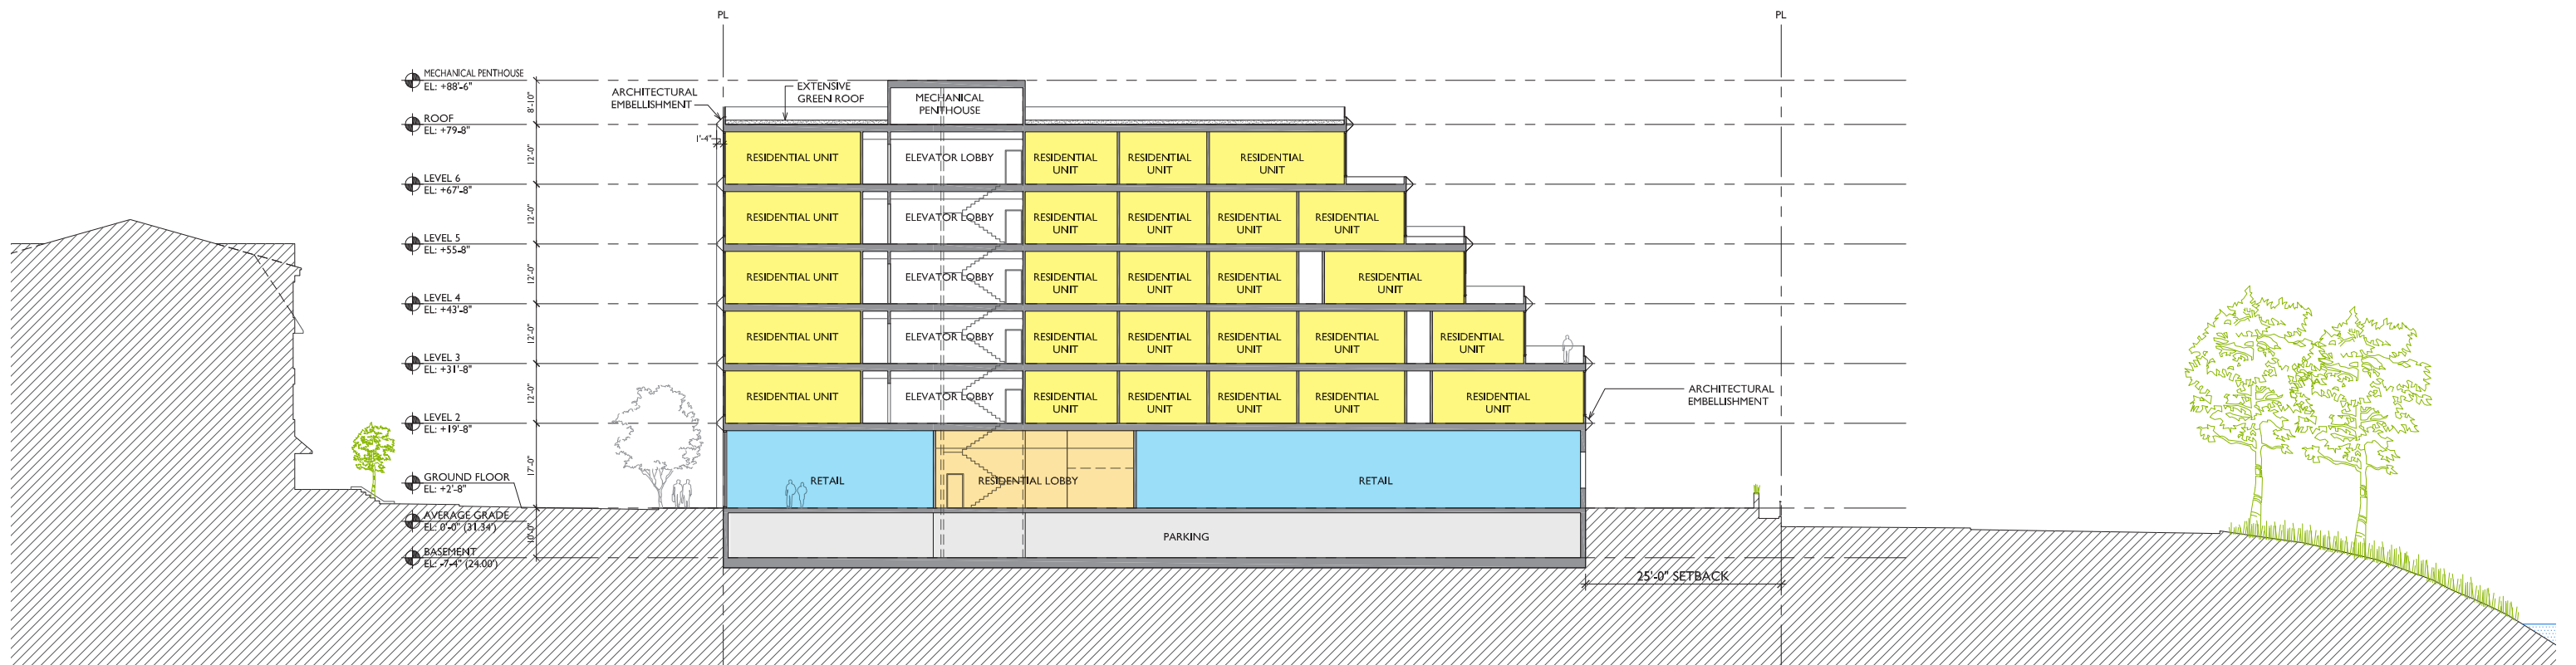 PL
PL
MECHANICAL PENTHOUSE
EL: +88'-6"
8'-10"
ARCHITECTURAL
EMBELLISHMENT
EXTENSIVE
GREEN ROOF
MECHANICAL
PENTHOUSE
ROOF
EL: +79-8"
1'-4"
12'-0"
RESIDENTIAL UNIT
ELEVATOR LOBBY
RESIDENTIAL
UNIT
RESIDENTIAL
UNIT
RESIDENTIAL
UNIT
LEVEL 6
EL: +67'-8"
12'-0"
RESIDENTIAL UNIT
ELEVATOR LOBBY
RESIDENTIAL
UNIT
RESIDENTIAL
UNIT
RESIDENTIAL
UNIT
RESIDENTIAL
UNIT
LEVEL 5
EL: +55-8"
12'-0"
RESIDENTIAL UNIT
ELEVATOR LOBBY
RESIDENTIAL
UNIT
RESIDENTIAL
UNIT
RESIDENTIAL
UNIT
RESIDENTIAL
UNIT
LEVEL 4
EL: +43'-8"
12'-0"
RESIDENTIAL UNIT
ELEVATOR LOBBY
RESIDENTIAL
UNIT
RESIDENTIAL
UNIT
RESIDENTIAL
UNIT
RESIDENTIAL
UNIT
RESIDENTIAL
UNIT
LEVEL 3
EL: +31'-8"
12'-0"
RESIDENTIAL UNIT
ELEVATOR LOBBY
RESIDENTIAL
UNIT
RESIDENTIAL
UNIT
RESIDENTIAL
UNIT
RESIDENTIAL
UNIT
RESIDENTIAL
UNIT
ARCHITECTURAL
EMBELLISHMENT
LEVEL 2
EL: +19'-8"
17'-0"
RETAIL
RESIDENTIAL LOBBY
RETAIL
GROUND FLOOR
EL: +2'-8"
AVERAGE GRADE
EL: 0'-0" (31.34')
10'-0"
PARKING
BASEMENT
EL: -7-4" (24.00')
25'-0" SETBACK